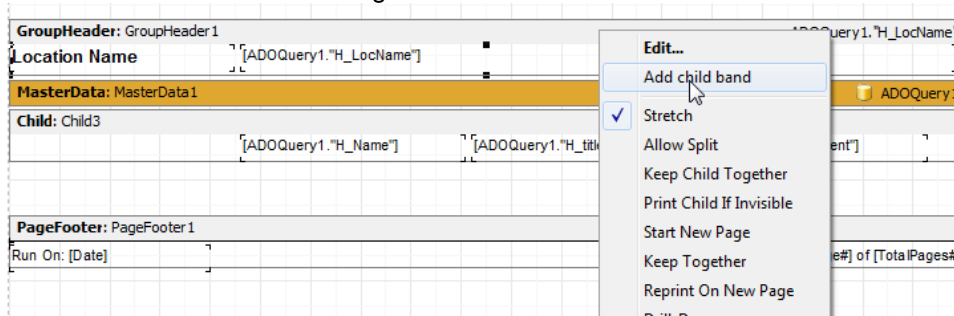 GroupHeader: GroupHeader1
ADOQuery1."H_LocName"
Location Name [ADOQuery1."H_LocName"]
MasterData: MasterData1 ADOQuery1
Child: Child3
[ADOQuery1."H_Name"] [ADOQuery1."H_title ent"]
PageFooter: PageFooter1
Run On: [Date] e#] of [TotalPages#
Edit...
Add child band
Stretch
Allow Split
Keep Child Together
Print Child If Invisible
Start New Page
Keep Together
Reprint On New Page